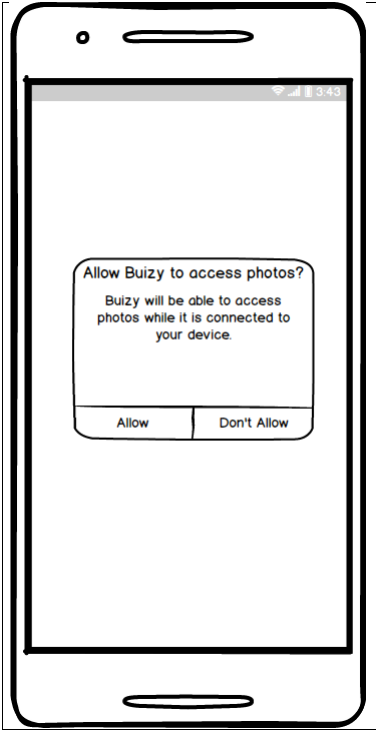 3:43
Allow Buizy to access photos?
Buizy will be able to access
photos while it is connected to
your device.
Allow
Don't Allow